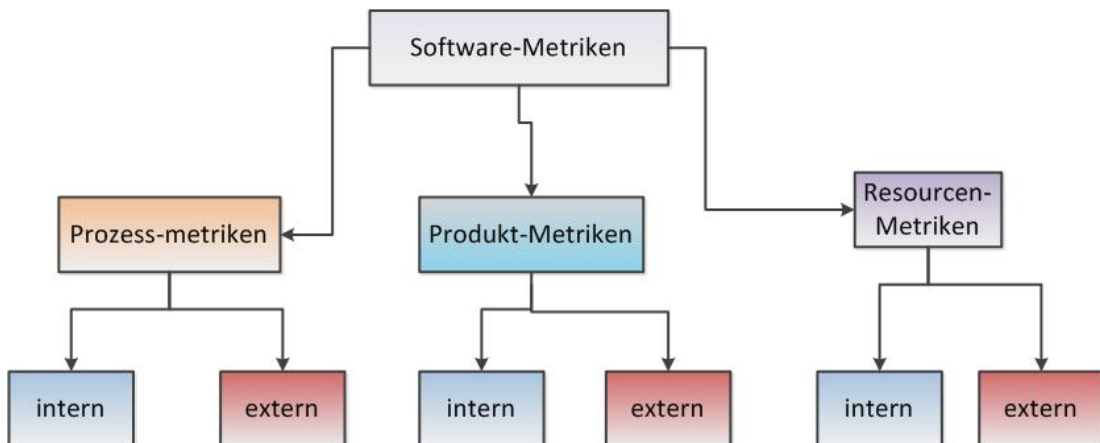 Software-Metriken
Prozess-metriken
Produkt-Metriken
Resourcen-
Metriken
intern
extern
intern
extern
intern
extern